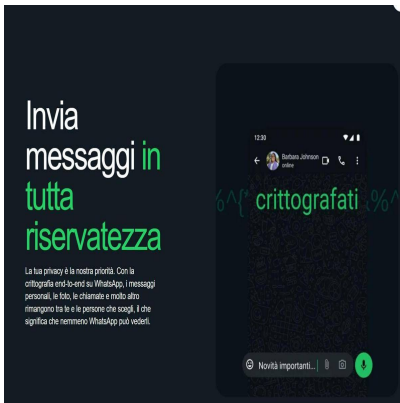 Invia
messaggi in
tutta
riservatezza
La tua privacy è la nostra priorità. Con la
crittografia end-to-end su WhatsApp, i messaggi
personali, le foto, le chiamate e molto altro
rimangono tra te e le persone che scegli, il che
significa che nemmeno WhatsApp può vederli.
12:30
Barbara Johnson
online
%^{* crittografati &%^
Novità importanti...